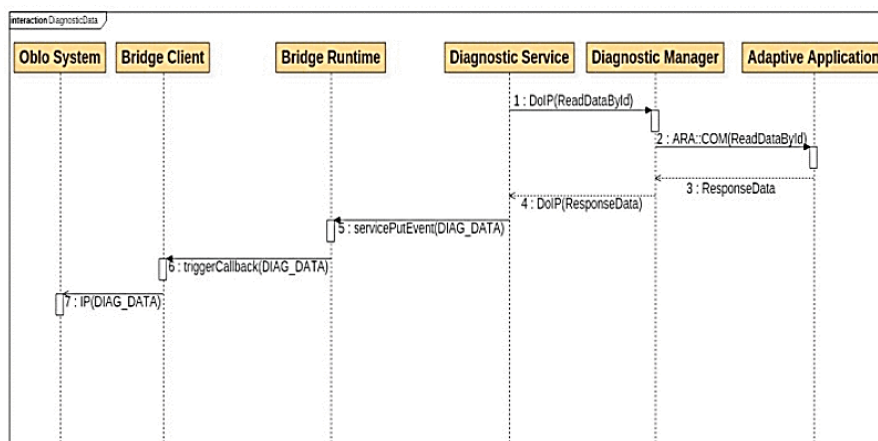 interaction DiagnosticData
Oblo System
Bridge Client
Bridge Runtime
Diagnostic Service
Diagnostic Manager
Adaptive Application
1 : DoIP(ReadDataById)
2 : ARA::COM(ReadDataById)
3 : ResponseData
4 : DoIP(ResponseData)
5 : servicePutEvent(DIAG_DATA)
6 : triggerCallback(DIAG_DATA)
7 : IP(DIAG_DATA)